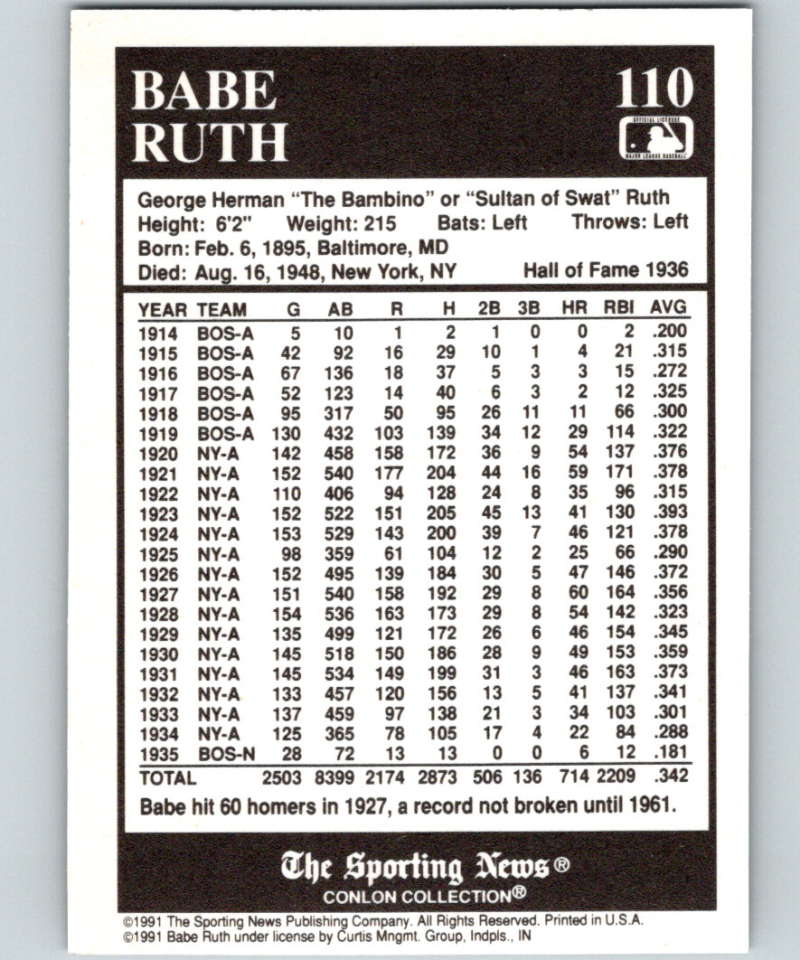 BABE
RUTH
110
OFFICIAL LICENSEE
MAJOR LEAGUE BASEBALL
George Herman “The Bambino” or “Sultan of Swat” Ruth
Height: 6'2" Weight: 215 Bats: Left Throws: Left
Born: Feb. 6, 1895, Baltimore, MD
Died: Aug. 16, 1948, New York, NY Hall of Fame 1936
YEAR TEAM G AB R H 2B 3B HR RBI AVG
1914 BOS-A 5 10 1 2 1 0 0 2 .200
1915 BOS-A 42 92 16 29 10 1 4 21 .315
1916 BOS-A 67 136 18 37 5 3 3 15 .272
1917 BOS-A 52 123 14 40 6 3 2 12 .325
1918 BOS-A 95 317 50 95 26 11 11 66 .300
1919 BOS-A 130 432 103 139 34 12 29 114 .322
1920 NY-A 142 458 158 172 36 9 54 137 .376
1921 NY-A 152 540 177 204 44 16 59 171 .378
1922 NY-A 110 406 94 128 24 8 35 96 .315
1923 NY-A 152 522 151 205 45 13 41 130 .393
1924 NY-A 153 529 143 200 39 7 46 121 .378
1925 NY-A 98 359 61 104 12 2 25 66 .290
1926 NY-A 152 495 139 184 30 5 47 146 .372
1927 NY-A 151 540 158 192 29 8 60 164 .356
1928 NY-A 154 536 163 173 29 8 54 142 .323
1929 NY-A 135 499 121 172 26 6 46 154 .345
1930 NY-A 145 518 150 186 28 9 49 153 .359
1931 NY-A 145 534 149 199 31 3 46 163 .373
1932 NY-A 133 457 120 156 13 5 41 137 .341
1933 NY-A 137 459 97 138 21 3 34 103 .301
1934 NY-A 125 365 78 105 17 4 22 84 .288
1935 BOS-N 28 72 13 13 0 0 6 12 .181
TOTAL 2503 8399 2174 2873 506 136 714 2209 .342
Babe hit 60 homers in 1927, a record not broken until 1961.
The Sporting News®
CONLON COLLECTION®
©1991 The Sporting News Publishing Company. All Rights Reserved. Printed in U.S.A.
©1991 Babe Ruth under license by Curtis Mngmt. Group, Indpls., IN